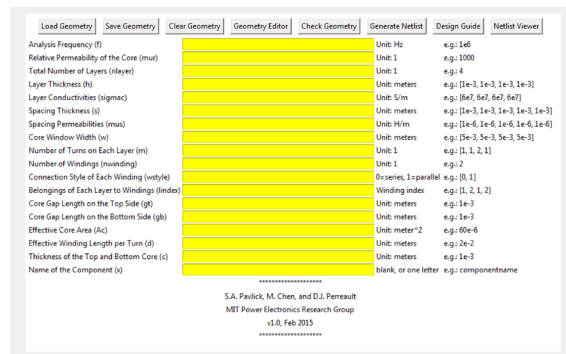 Load Geometry Save Geometry Clear Geometry Geometry Editor Check Geometry Generate Netlist Design Guide Netlist Viewer
Analysis Frequency (f) Unit: Hz e.g.: 1e6
Relative Permeability of the Core (mur) Unit: 1 e.g.: 1000
Total Number of Layers (nlayer) Unit: 1 e.g.: 4
Layer Thickness (h) Unit: meters e.g.: [1e-3, 1e-3, 1e-3, 1e-3]
Layer Conductivities (sigmac) Unit: S/m e.g.: [6e7, 6e7, 6e7, 6e7]
Spacing Thickness (s) Unit: meters e.g.: [1e-3, 1e-3, 1e-3, 1e-3, 1e-3]
Spacing Permeabilities (mus) Unit: H/m e.g.: [1e-6, 1e-6, 1e-6, 1e-6, 1e-6]
Core Window Width (w) Unit: meters e.g.: [5e-3, 5e-3, 5e-3, 5e-3]
Number of Turns on Each Layer (m) Unit: 1 e.g.: [1, 1, 2, 1]
Number of Windings (nwinding) Unit: 1 e.g.: 2
Connection Style of Each Winding (wstyle) 0=series, 1=parallel e.g.: [0, 1]
Belongings of Each Layer to Windings (lindex) Winding index e.g.: [1, 2, 1, 2]
Core Gap Length on the Top Side (gt) Unit: meters e.g.: 1e-3
Core Gap Length on the Bottom Side (gb) Unit: meters e.g.: 1e-3
Effective Core Area (Ac) Unit: meter^2 e.g.: 60e-6
Effective Winding Length per Turn (d) Unit: meters e.g.: 2e-2
Thickness of the Top and Bottom Core (c) Unit: meters e.g.: 1e-3
Name of the Component (x) blank, or one letter e.g.: componentname
********************
S.A. Pavlick, M. Chen, and D.J. Perreault
MIT Power Electronics Research Group
v1.0, Feb 2015
********************